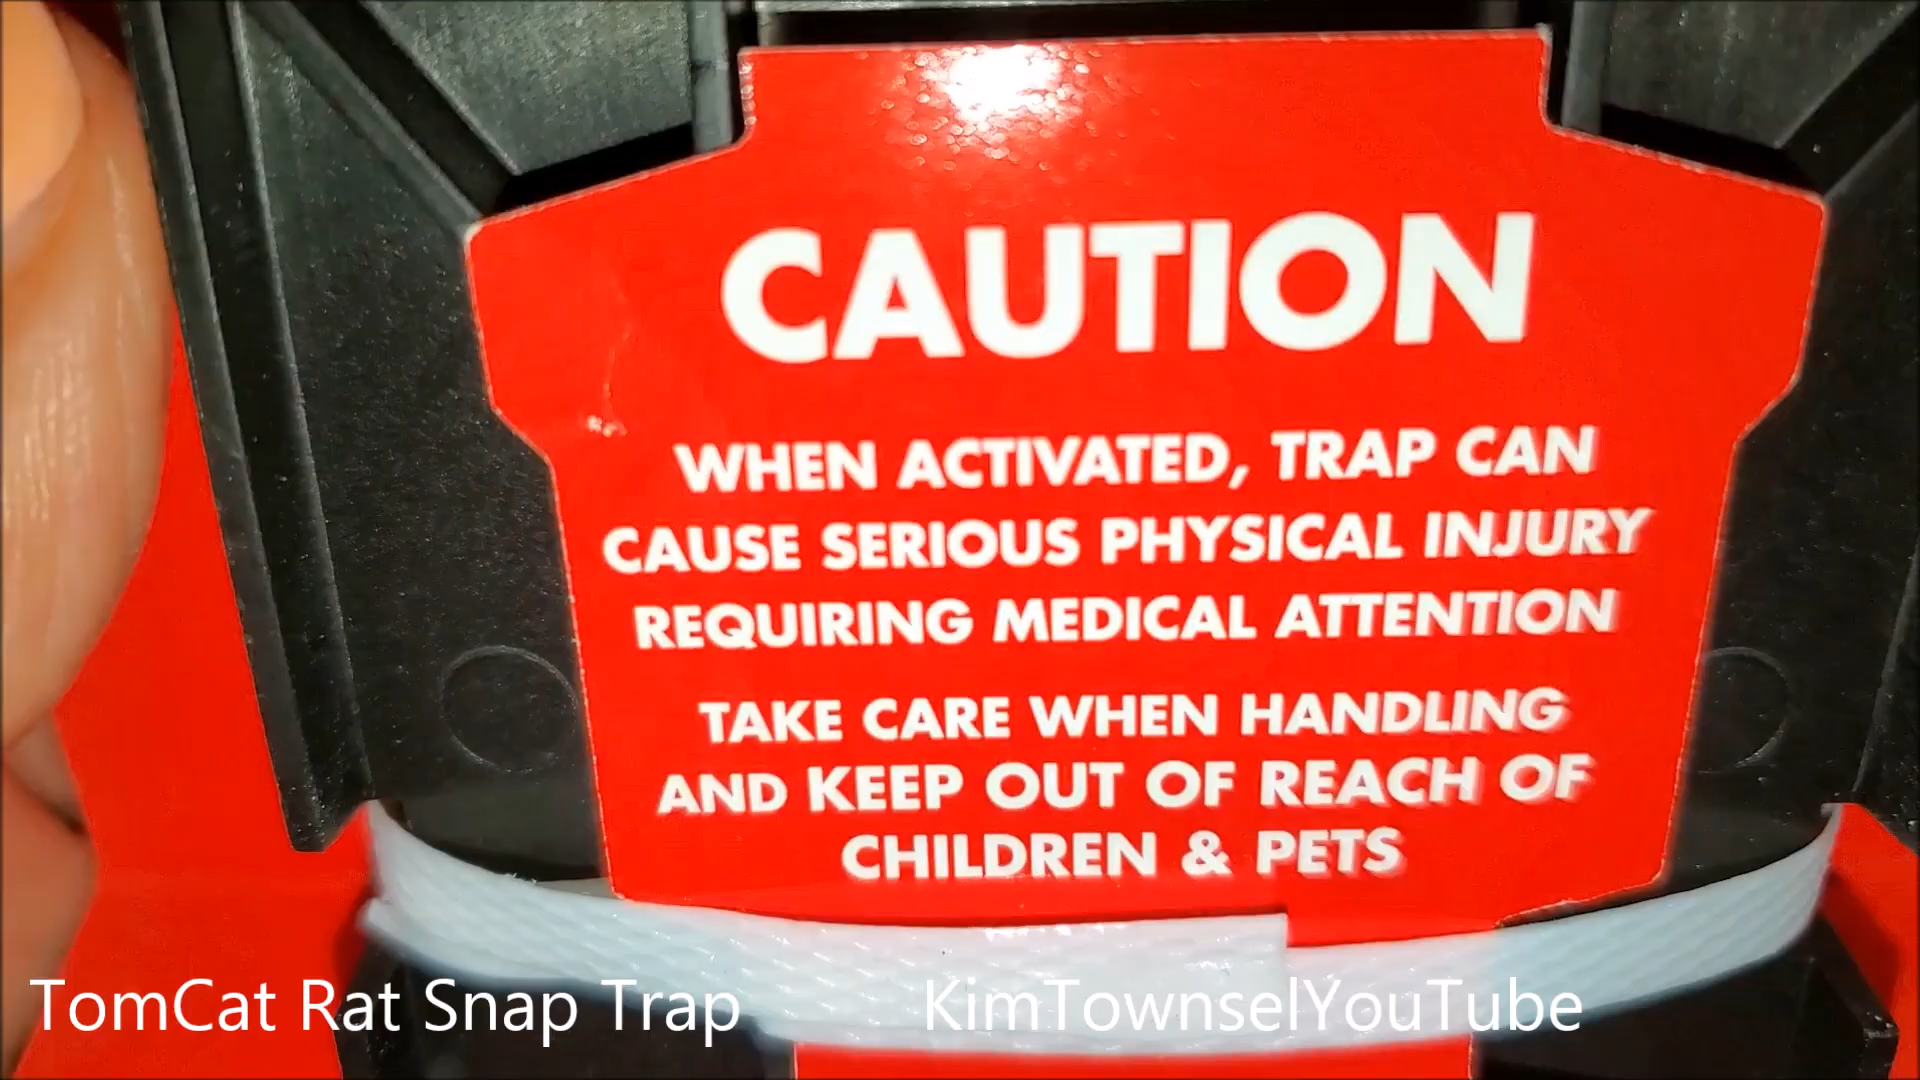 CAUTION
WHEN ACTIVATED, TRAP CAN
CAUSE SERIOUS PHYSICAL INJURY
REQUIRING MEDICAL ATTENTION
TAKE CARE WHEN HANDLING
AND KEEP OUT OF REACH OF
CHILDREN & PETS
TomCat Rat Snap Trap KimTownselYouTube